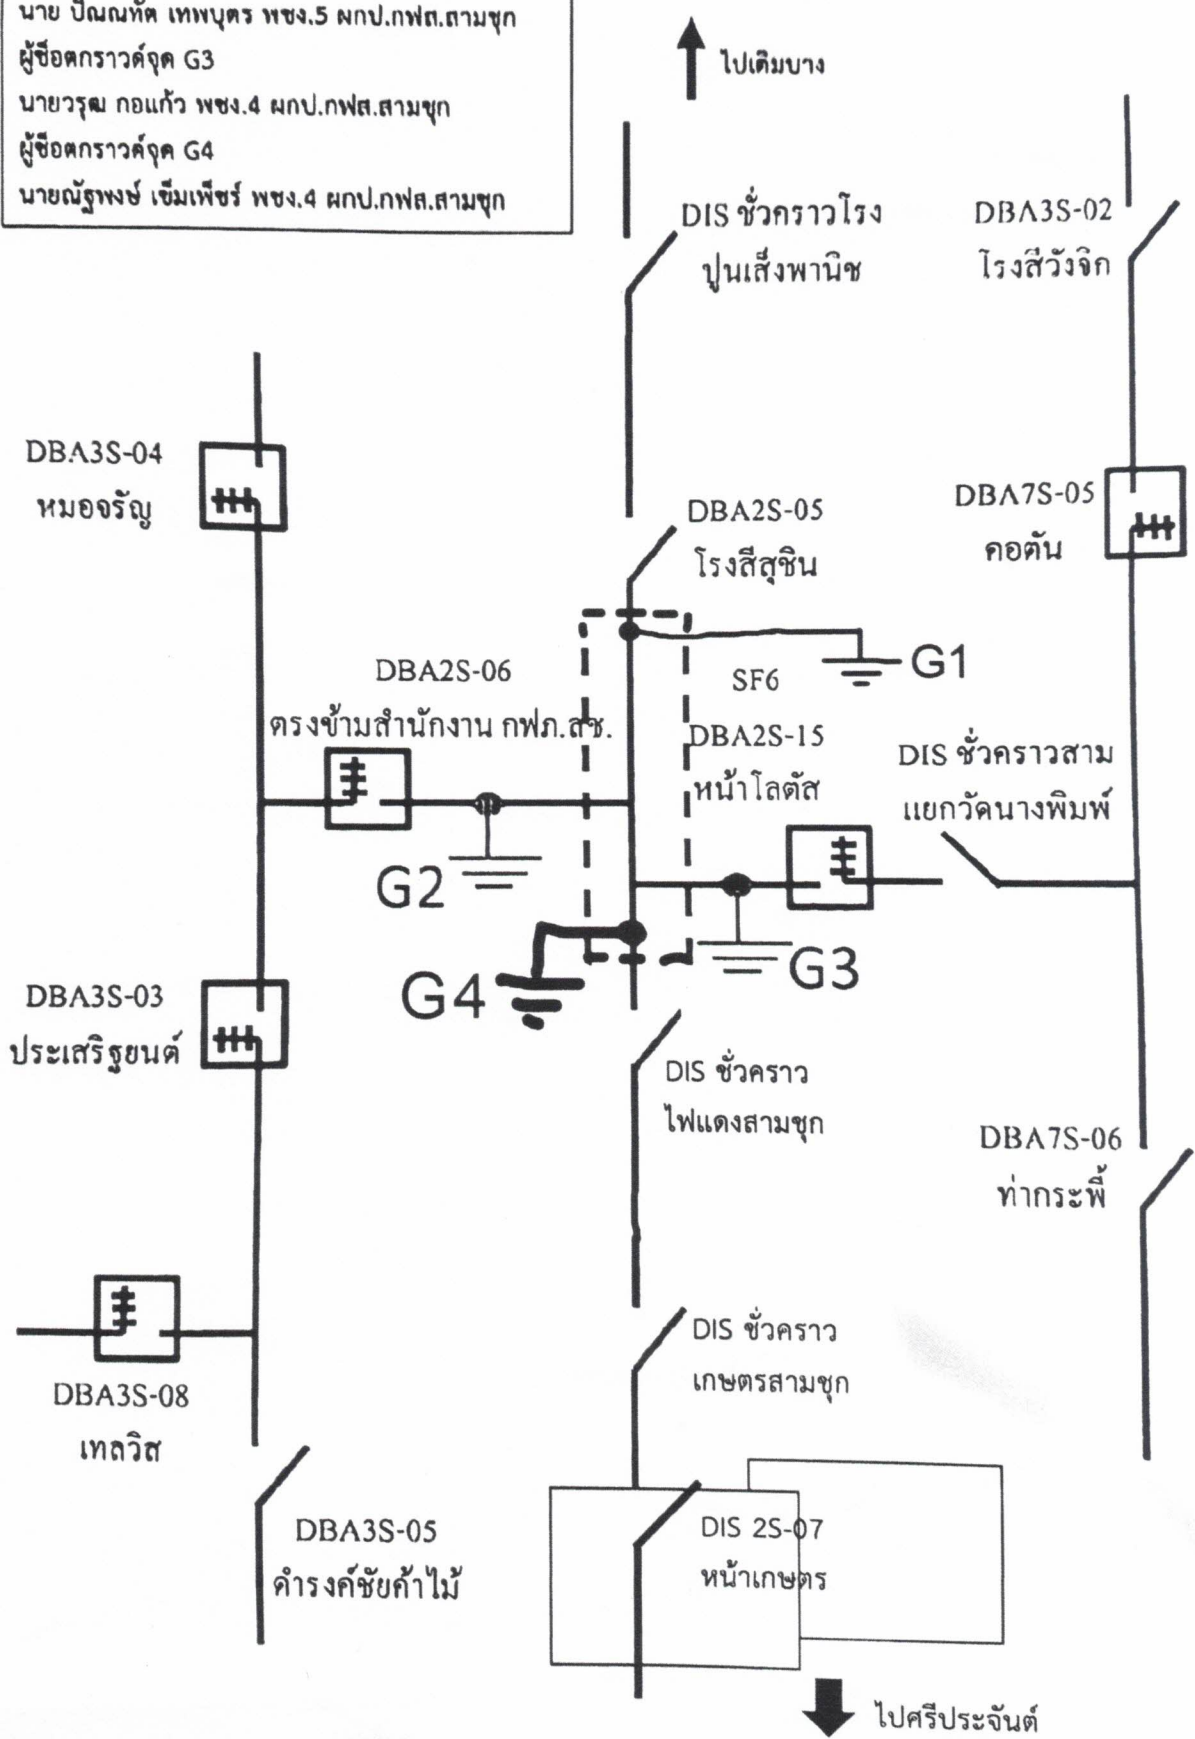 นาย ปัณณทัต เทพบุตร พชง.5 ผกป.กฟส.สามชุก
ผู้ช็อตกราวด์จุด G3
นายวรุฒ กอแก้ว พชง.4 ผกป.กฟส.สามชุก
ผู้ช็อตกราวด์จุด G4
นายณัฐพงษ์ เข็มเพ็ชร์ พชง.4 ผกป.กฟส.สามชุก
ไปเดิมบาง
DIS ชั่วคราวโรง
ปูนเส็งพานิช
DBA3S-02
โรงสีวังจิก
DBA3S-04
หมอจรัญ
DBA2S-05
โรงสีสุชิน
DBA7S-05
คอตัน
G1
DBA2S-06
ตรงข้ามสำนักงาน กฟภ.สช.
SF6
DBA2S-15
หน้าโลตัส
DIS ชั่วคราวสาม
แยกวัดนางพิมพ์
G2
G3
G4
DBA3S-03
ประเสริฐยนต์
DIS ชั่วคราว
ไฟแดงสามชุก
DBA7S-06
ท่ากระพี้
DIS ชั่วคราว
เกษตรสามชุก
DBA3S-08
เทลวิส
DBA3S-05
ดำรงค์ชัยค้าไม้
DIS 2S-07
หน้าเกษตร
ไปศรีประจันต์